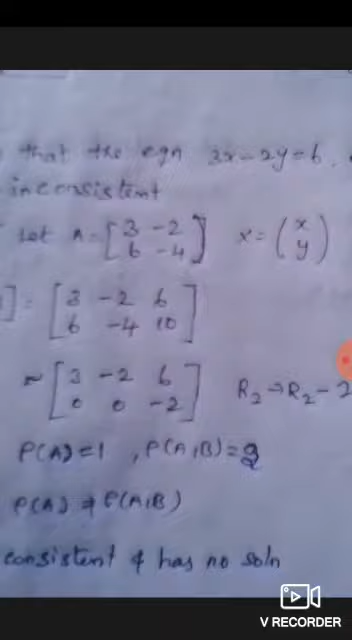 that the eqn 3x-2y=6,
inconsistent
Let A = [3 -2 6 -4] x = (x y)
] = [3 -2 6 6 -4 10]
~ [3 -2 6 0 0 -2] R2→R2-2
ρ(A)=1, ρ(A,B)=2
ρ(A) ≠ ρ(A,B)
consistent & has no soln
V RECORDER